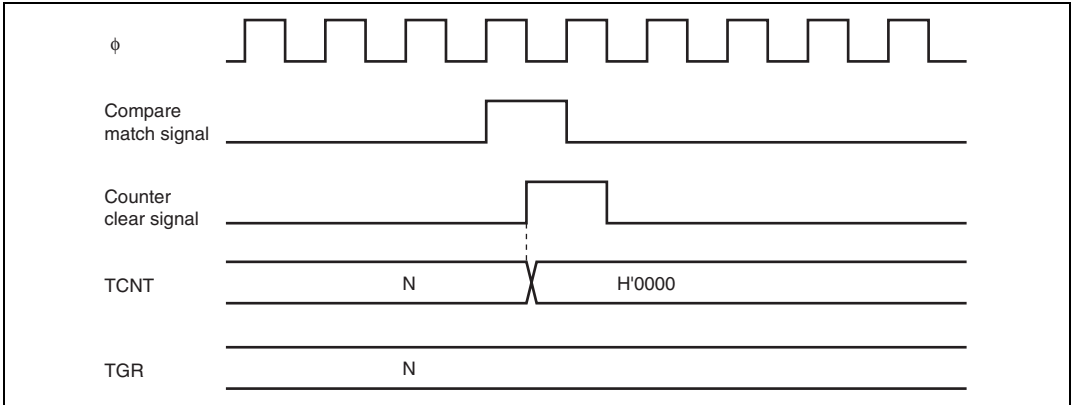 ϕ
Compare
match signal
Counter
clear signal
TCNT
N
H'0000
TGR
N